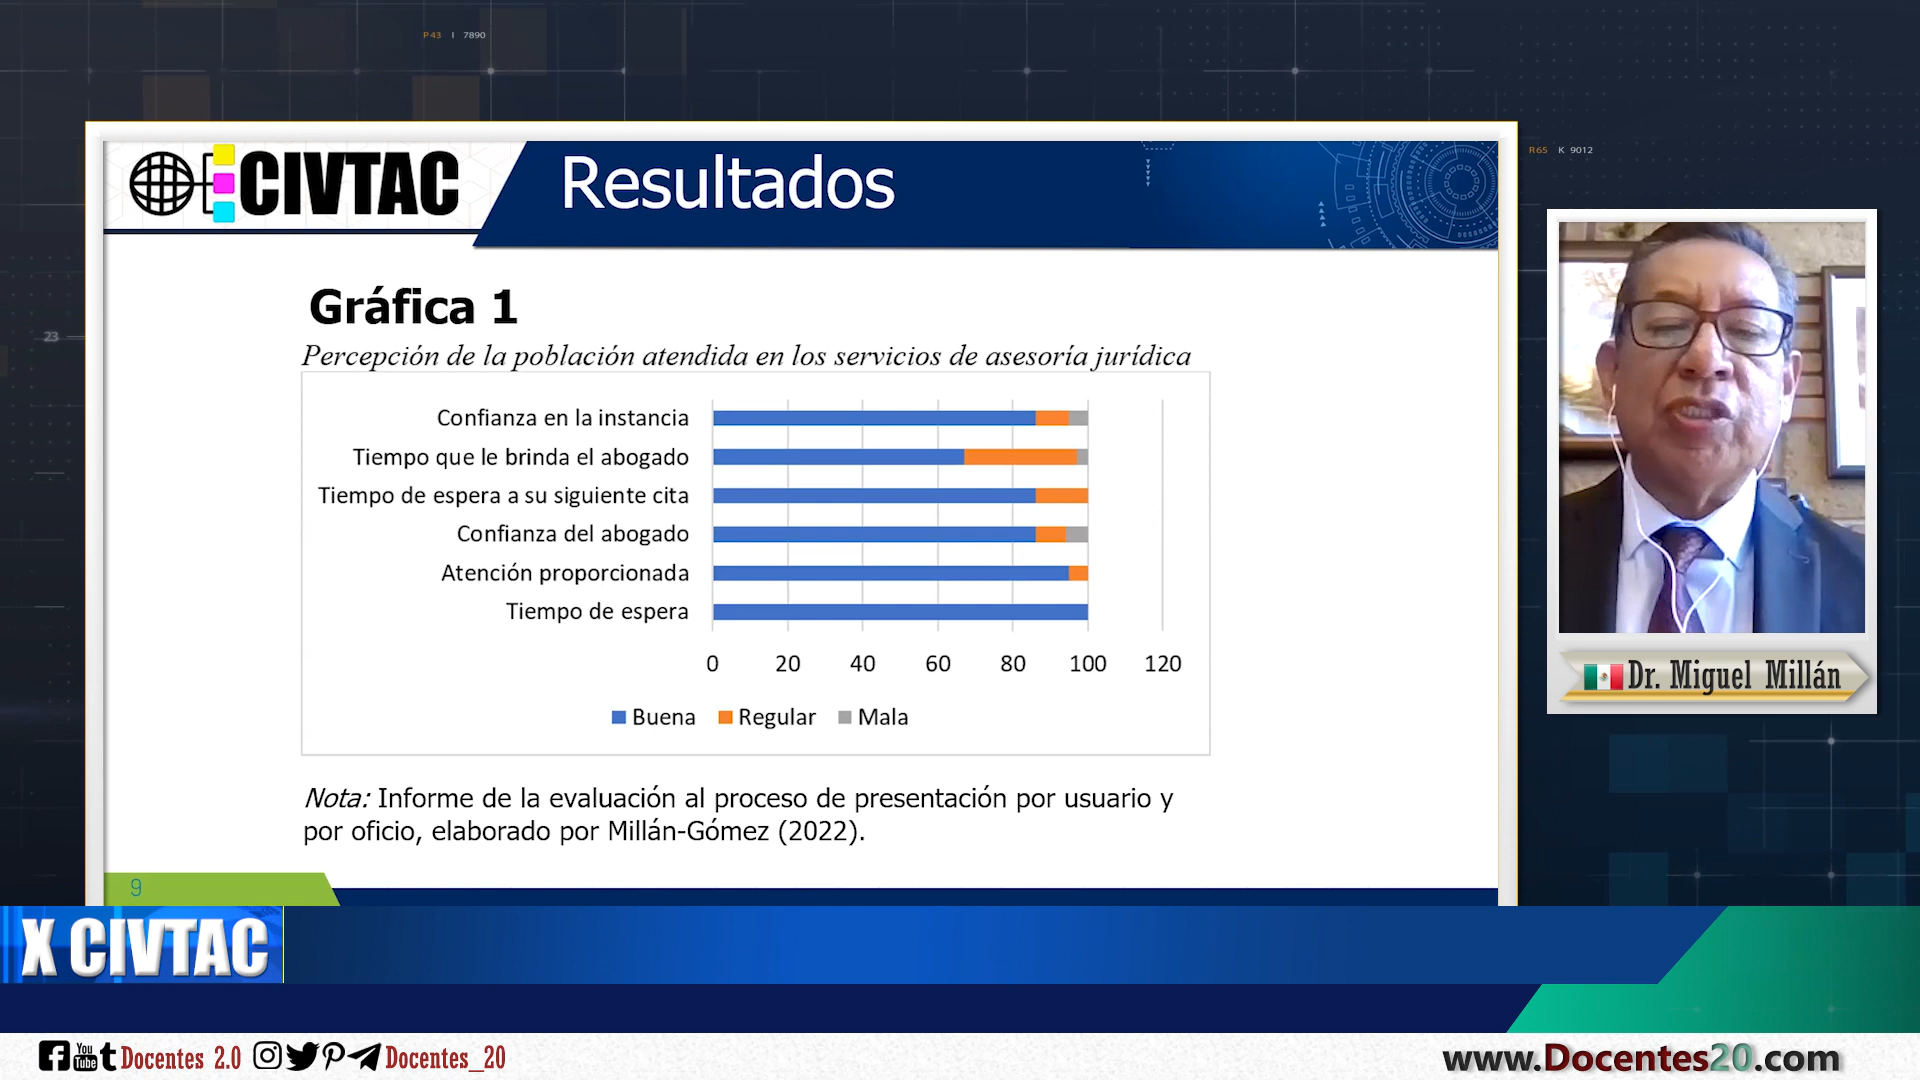 P43 I 7890
R65 K 9012
23
CIVTAC
Resultados
Gráfica 1
Percepción de la población atendida en los servicios de asesoría jurídica
Confianza en la instancia
Tiempo que le brinda el abogado
Tiempo de espera a su siguiente cita
Confianza del abogado
Atención proporcionada
Tiempo de espera
0 20 40 60 80 100 120
Buena Regular Mala
Nota: Informe de la evaluación al proceso de presentación por usuario y
por oficio, elaborado por Millán-Gómez (2022).
9
Dr. Miguel Millán
X CIVTAC
You Tube Docentes 2.0 Docentes_20
www.Docentes20.com